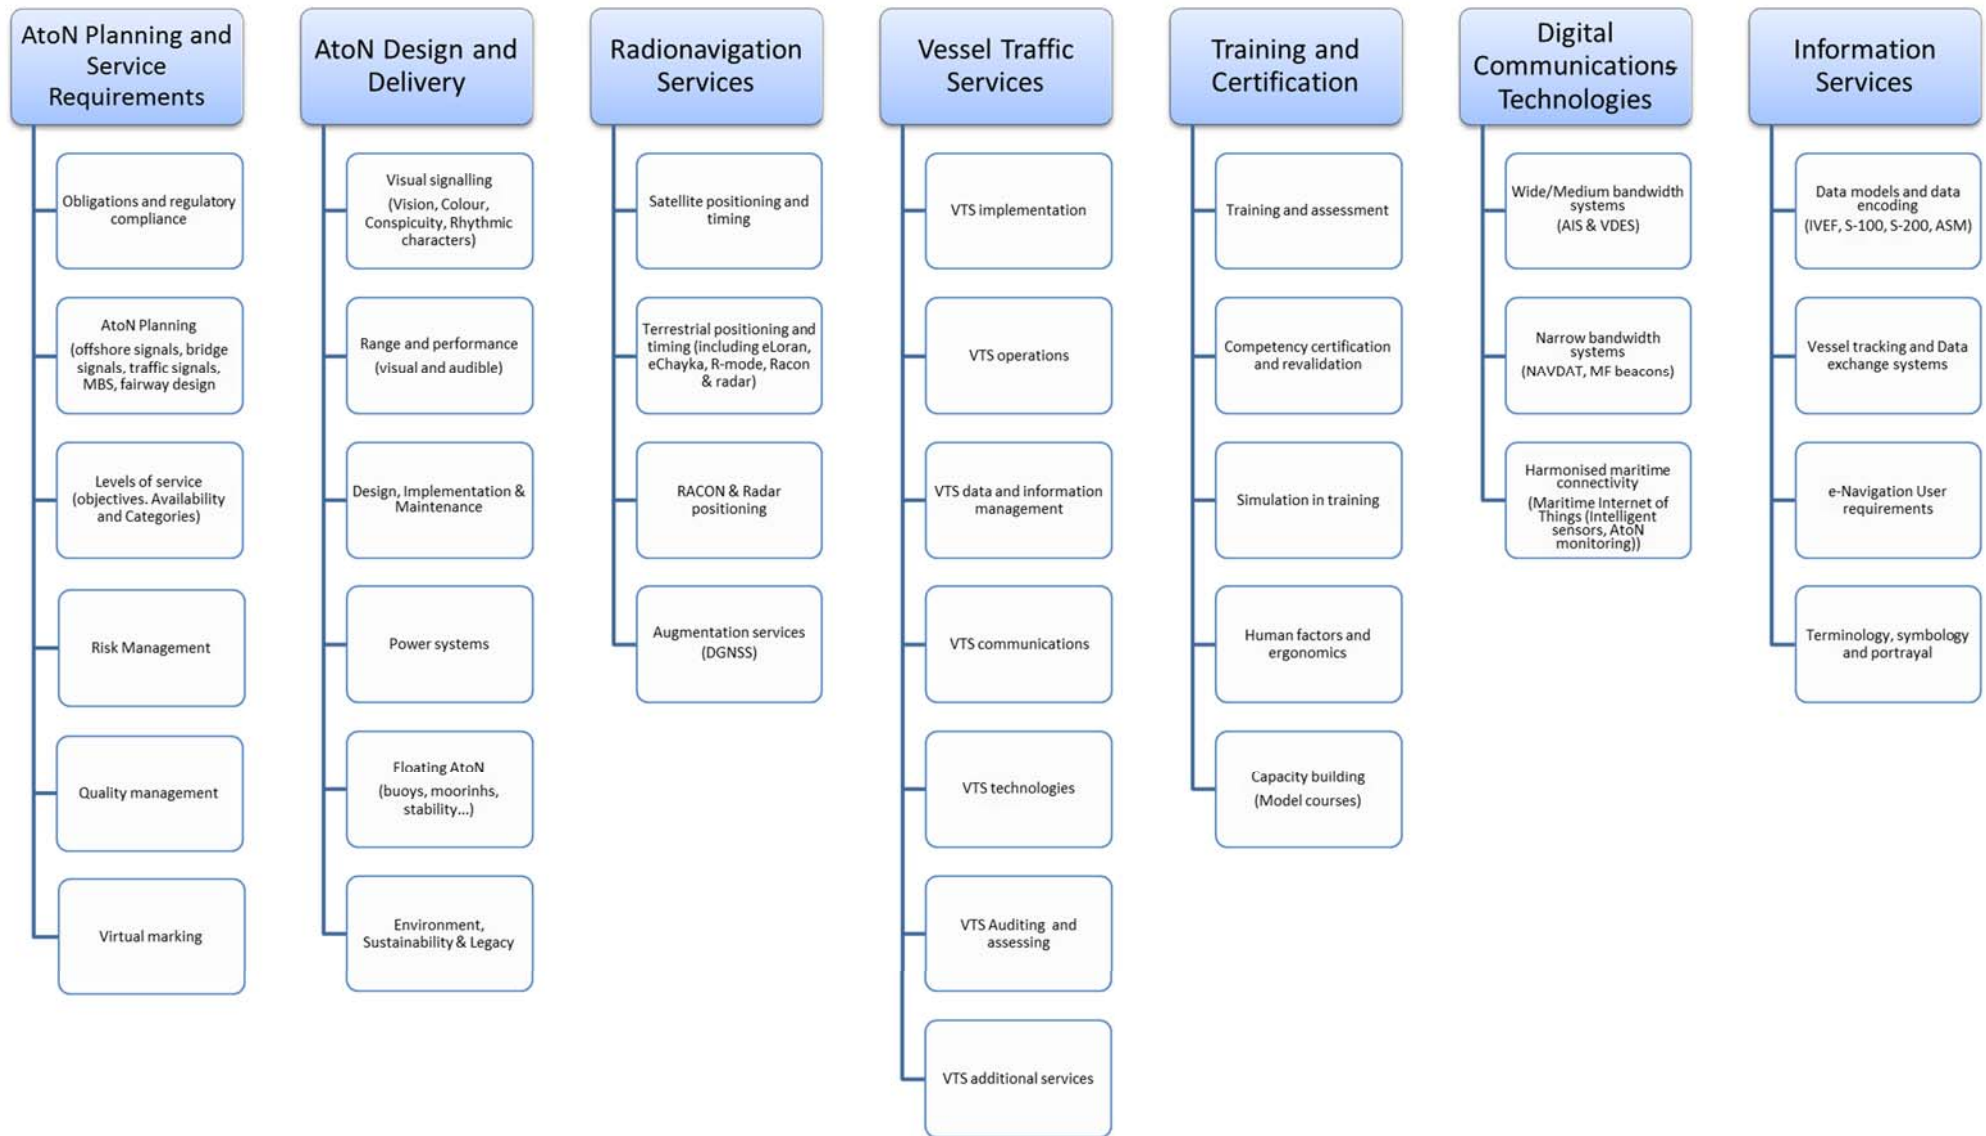 AtoN Planning and
Service
Requirements
Obligations and regulatory
compliance
AtoN Planning
(offshore signals, bridge
signals, traffic signals,
MBS, fairway design
Levels of service
(objectives. Availability
and Categories)
Risk Management
Quality management
Virtual marking
AtoN Design and
Delivery
Visual signalling
(Vision, Colour,
Conspicuity, Rhythmic
characters)
Range and performance
(visual and audible)
Design, Implementation &
Maintenance
Power systems
Floating AtoN
(buoys, moorinhs,
stability...)
Environment,
Sustainability & Legacy
Radionavigation
Services
Satellite positioning and
timing
Terrestrial positioning and
timing (including eLoran,
eChayka, R-mode, Racon
& radar)
RACON & Radar
positioning
Augmentation services
(DGNSS)
Vessel Traffic
Services
VTS implementation
VTS operations
VTS data and information
management
VTS communications
VTS technologies
VTS Auditing and
assessing
VTS additional services
Training and
Certification
Training and assessment
Competency certification
and revalidation
Simulation in training
Human factors and
ergonomics
Capacity building
(Model courses)
Digital
Communications
Technologies
Wide/Medium bandwidth
systems
(AIS & VDES)
Narrow bandwidth
systems
(NAVDAT, MF beacons)
Harmonised maritime
connectivity
(Maritime Internet of
Things (Intelligent
sensors, AtoN
monitoring))
Information
Services
Data models and data
encoding
(IVEF, S-100, S-200, ASM)
Vessel tracking and Data
exchange systems
e-Navigation User
requirements
Terminology, symbology
and portrayal